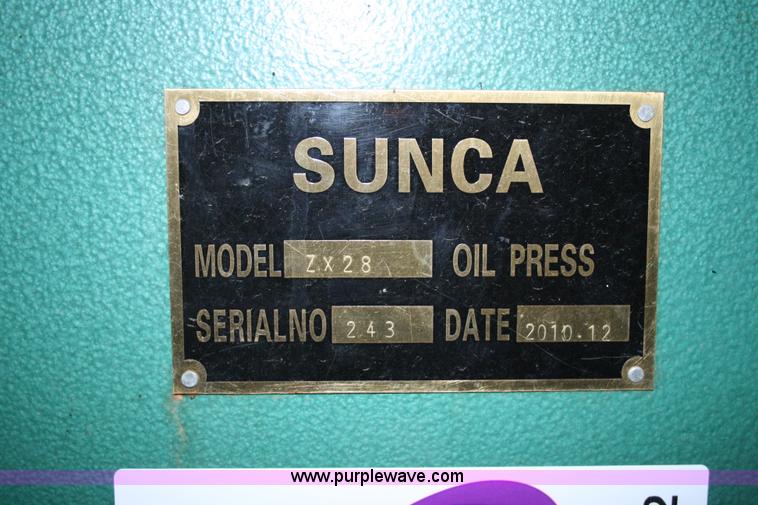 SUNCA
MODEL ZX28 OIL PRESS
SERIALNO 243 DATE 2010.12
www.purplewave.com